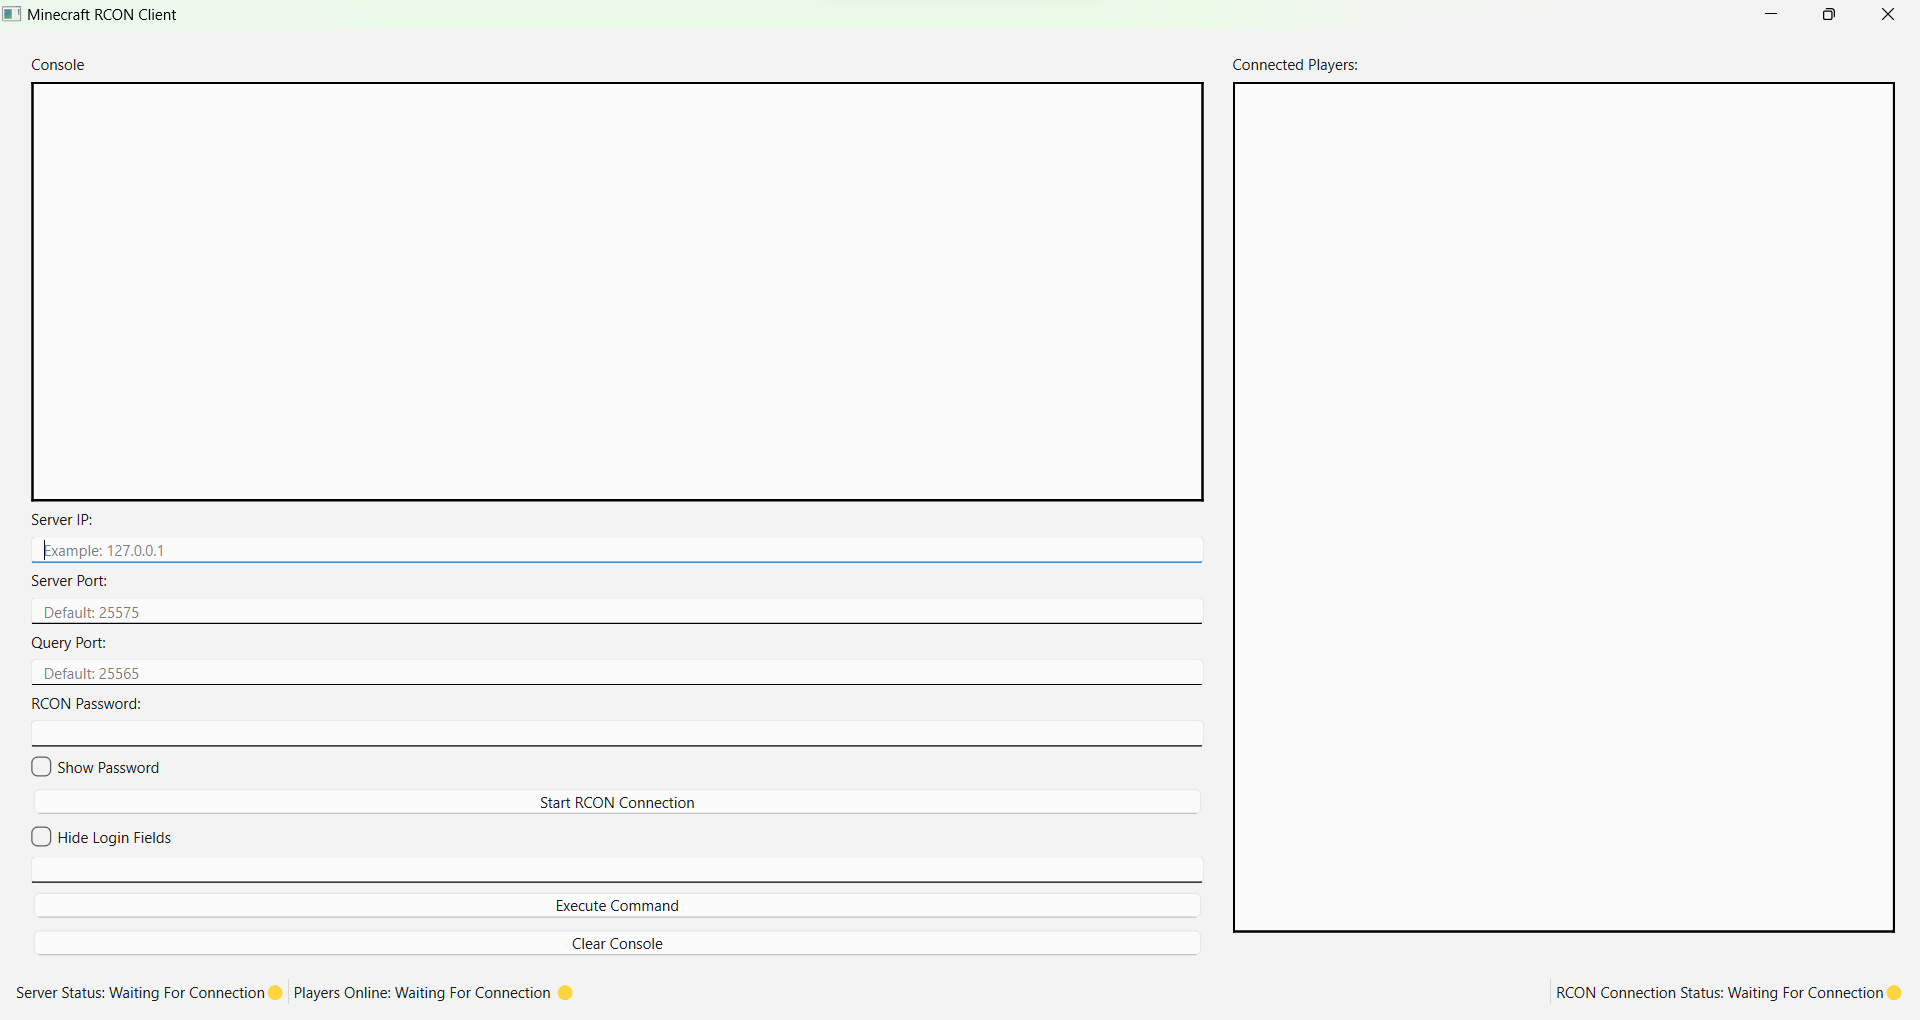 Minecraft RCON Client
Console
Connected Players:
Server IP:
Example: 127.0.0.1
Server Port:
Default: 25575
Query Port:
Default: 25565
RCON Password:
Show Password
Start RCON Connection
Hide Login Fields
Execute Command
Clear Console
Server Status: Waiting For Connection
Players Online: Waiting For Connection
RCON Connection Status: Waiting For Connection